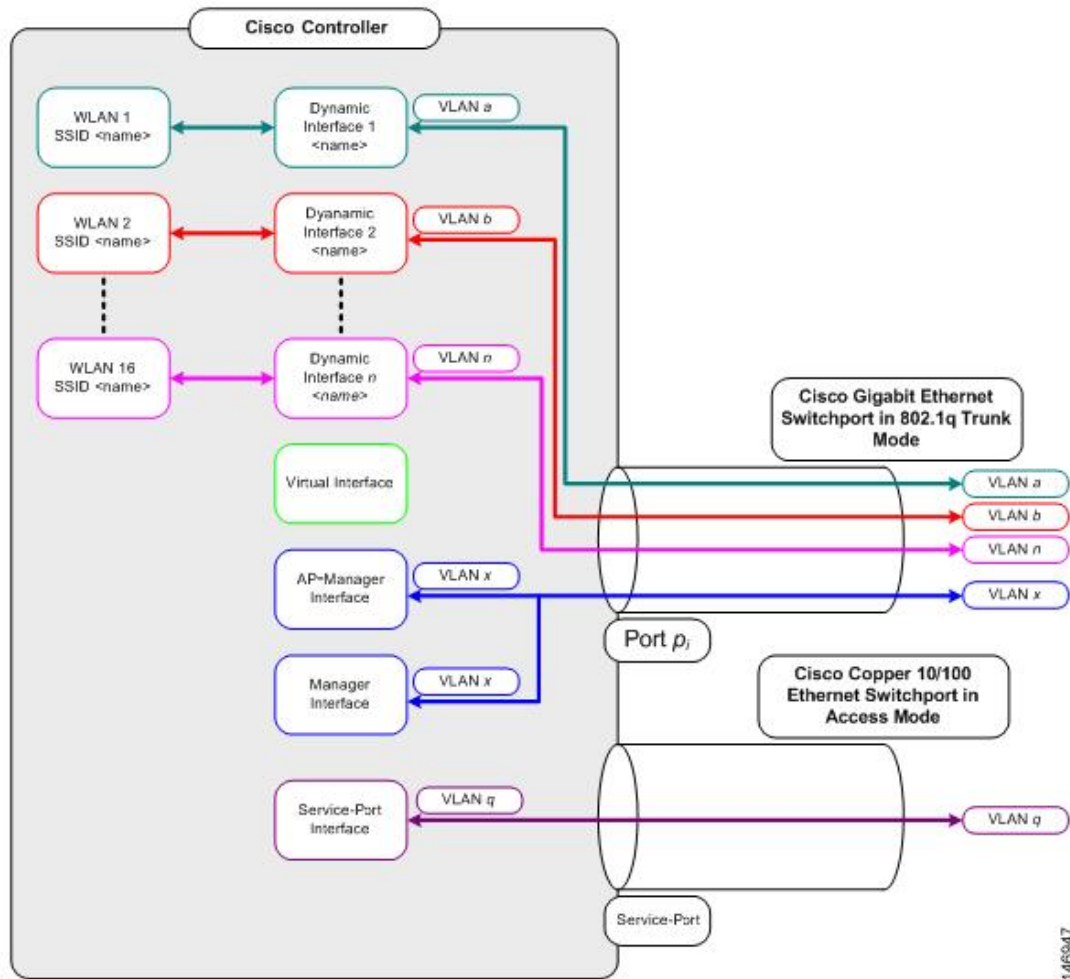 Cisco Controller
WLAN 1
SSID <name>
Dynamic
Interface 1
<name>
VLAN a
WLAN 2
SSID <name>
Dyanamic
Interface 2
<name>
VLAN b
WLAN 16
SSID <name>
Dynamic
Interface n
<name>
VLAN n
Virtual Interface
AP-Manager
Interface
VLAN x
Manager
Interface
VLAN x
Service-Port
Interface
VLAN q
Cisco Gigabit Ethernet
Switchport in 802.1q Trunk
Mode
VLAN a
VLAN b
VLAN n
VLAN x
Port pi
Cisco Copper 10/100
Ethernet Switchport in
Access Mode
VLAN q
Service-Port
146947